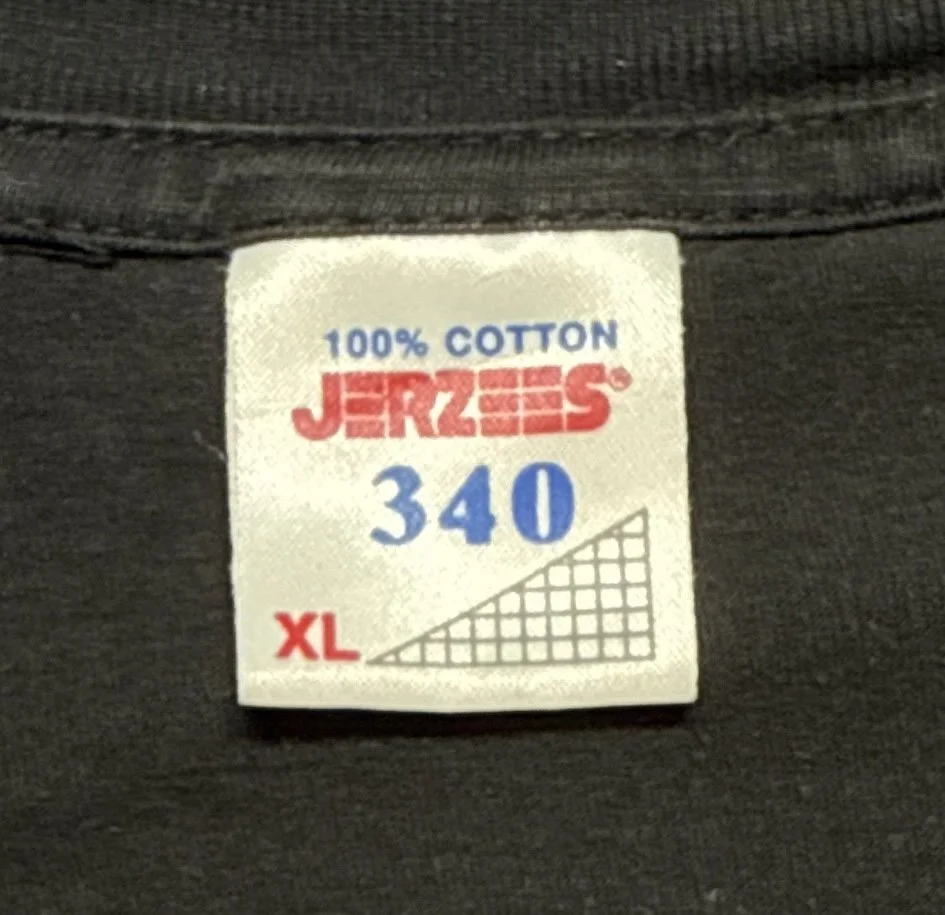 100% COTTON
JERZEES®
340
XL